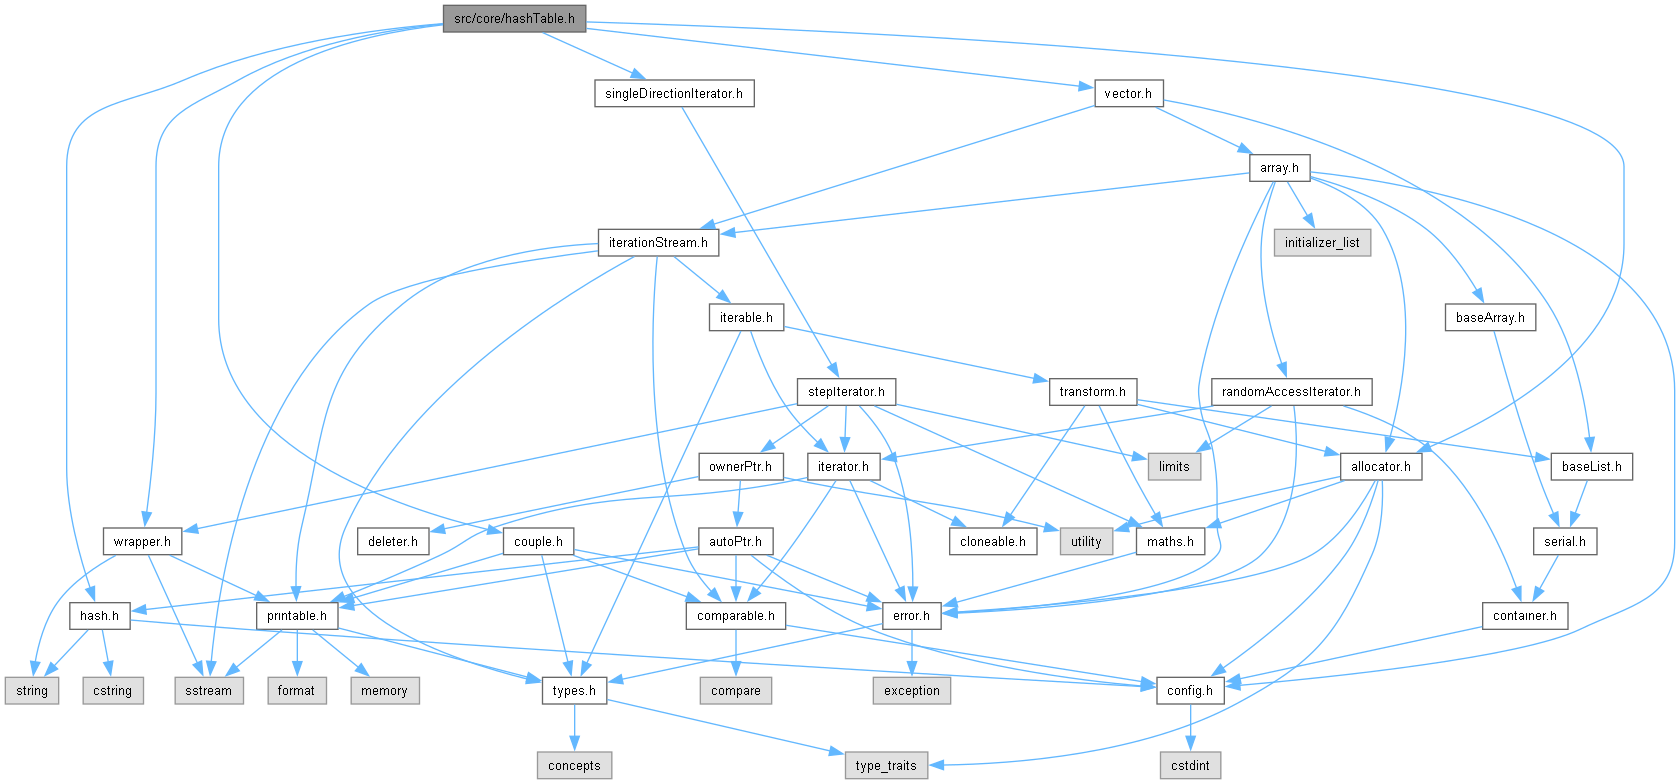 src/core/hashTable.h
singleDirectionIterator.h
vector.h
array.h
iterationStream.h
initializer_list
iterable.h
baseArray.h
stepIterator.h
transform.h
randomAccessIterator.h
ownerPtr.h
iterator.h
limits
allocator.h
baseList.h
wrapper.h
deleter.h
couple.h
autoPtr.h
cloneable.h
utility
maths.h
serial.h
hash.h
printable.h
comparable.h
error.h
container.h
string
cstring
sstream
format
memory
types.h
compare
exception
config.h
concepts
type_traits
cstdint